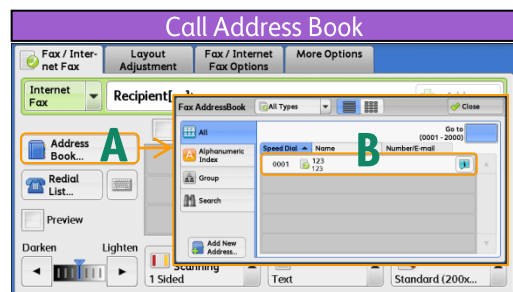 Call Address Book
Fax / Inter-
net Fax
Layout
Adjustment
Fax / Internet
Fax Options
More Options
Internet
Fax
Recipient[
Fax AddressBook
All Types
Close
Address
Book...
A
All
Go to
(0001 - 2000)
Alphanumeric
Index
Speed Dial
Name
Number/E-mail
B
0001
123
123
Redial
List...
Group
Search
Preview
Add New
Address..
Darken
Lighten
Scanning
1 Sided
Text
Standard (200x...